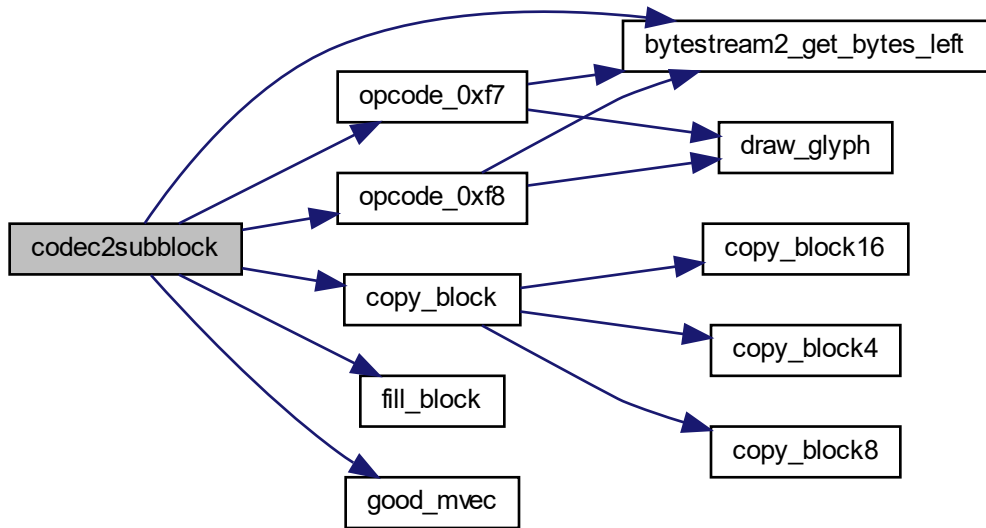 bytestream2_get_bytes_left
opcode_0xf7
draw_glyph
opcode_0xf8
codec2subblock
copy_block16
copy_block
copy_block4
fill_block
copy_block8
good_mvec